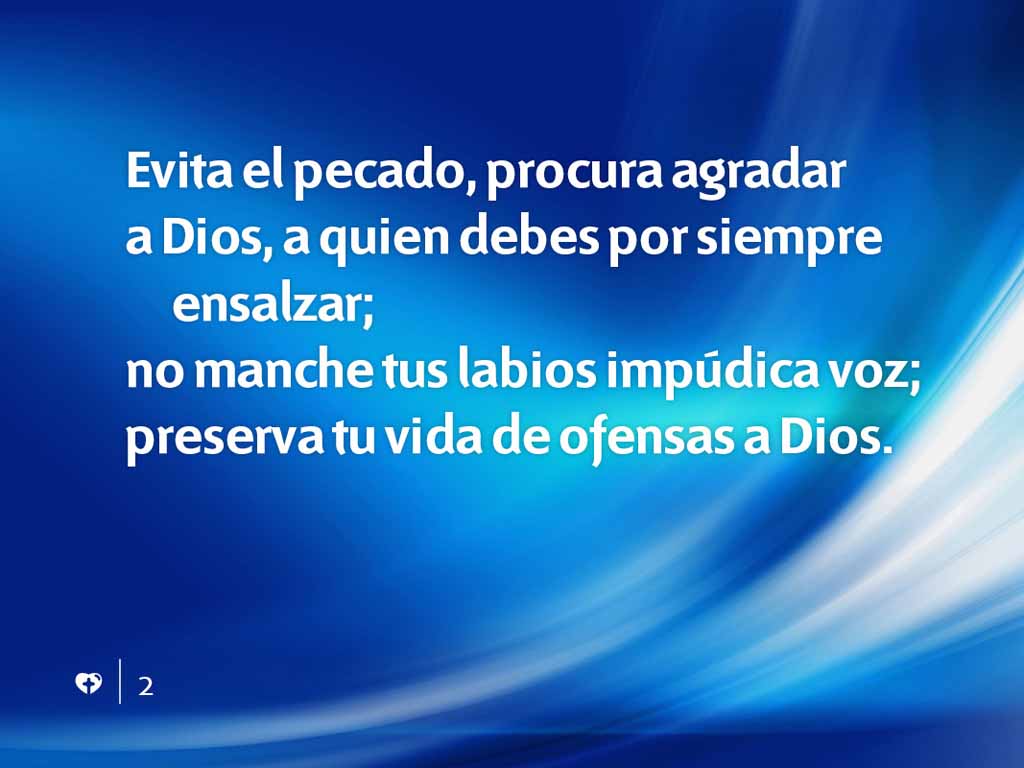 Evita el pecado, procura agradar
a Dios, a quien debes por siempre
ensalzar;
no manche tus labios impúdica voz;
preserva tu vida de ofensas a Dios.
2